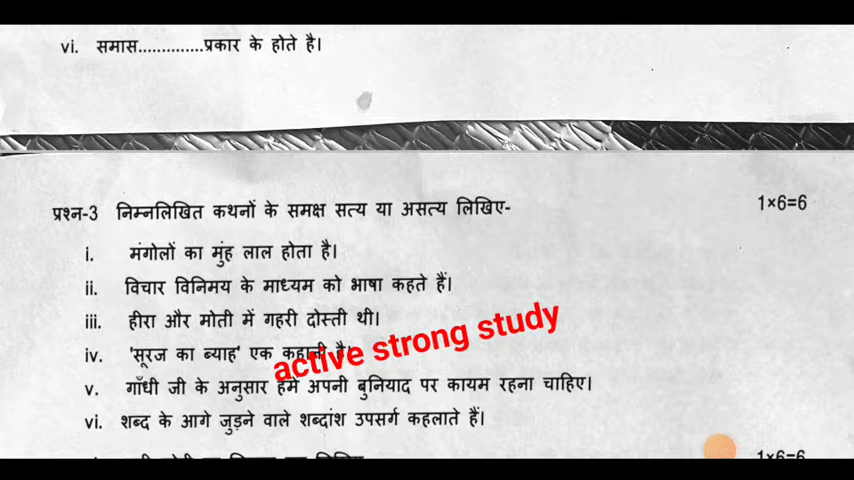 vi. समास..............प्रकार के होते है।
प्रश्न-3 निम्नलिखित कथनों के समक्ष सत्य या असत्य लिखिए- 1×6=6
i. मंगोलों का मुंह लाल होता है।
ii. विचार विनिमय के माध्यम को भाषा कहते हैं।
iii. हीरा और मोती में गहरी दोस्ती थी।
iv. 'सूरज का ब्याह' एक कहानी है।
active strong study
v. गाँधी जी के अनुसार हमें अपनी बुनियाद पर कायम रहना चाहिए।
vi. शब्द के आगे जुड़ने वाले शब्दांश उपसर्ग कहलाते हैं।
1×6=6